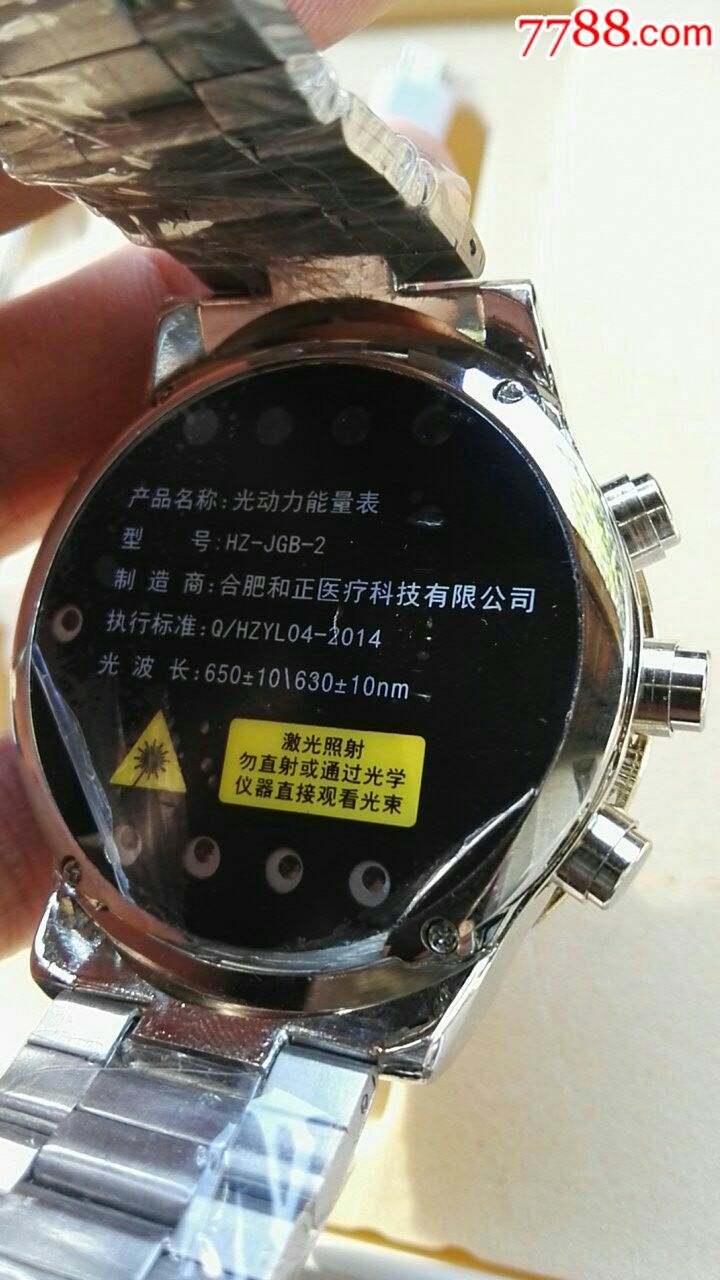 7788.com
产品名称:光动力能量表
型 号:HZ-JGB-2
制造商:合肥和正医疗科技有限公司
执行标准:Q/HZYL04-2014
光波长:650±10\630±10nm
激光照射
勿直射或通过光学
仪器直接观看光束